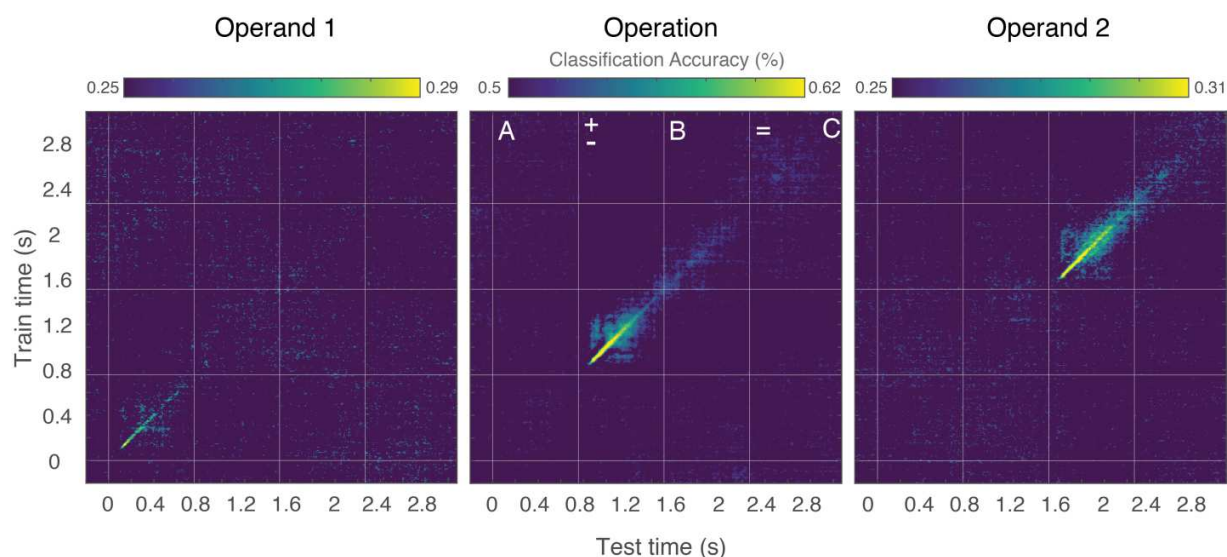 Operand 1
Operation
Operand 2
Classification Accuracy (%)
0.25 0.29
0.5 0.62
0.25 0.31
A + - B = C
2.8
2.4
2
1.6
1.2
0.8
0.4
0
Train time (s)
0 0.4 0.8 1.2 1.6 2 2.4 2.8
0 0.4 0.8 1.2 1.6 2 2.4 2.8
0 0.4 0.8 1.2 1.6 2 2.4 2.8
Test time (s)